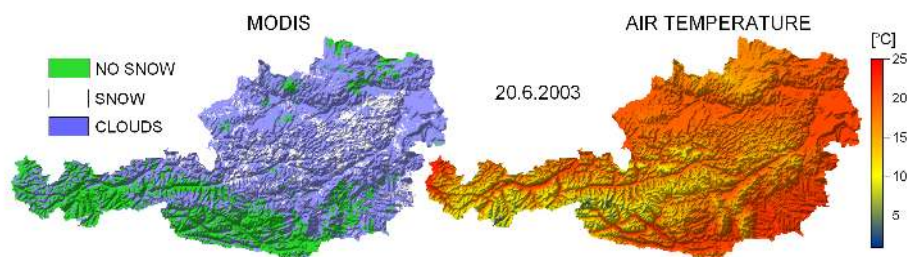 MODIS
AIR TEMPERATURE
[°C]
NO SNOW
SNOW
CLOUDS
20.6.2003
25
20
15
10
5